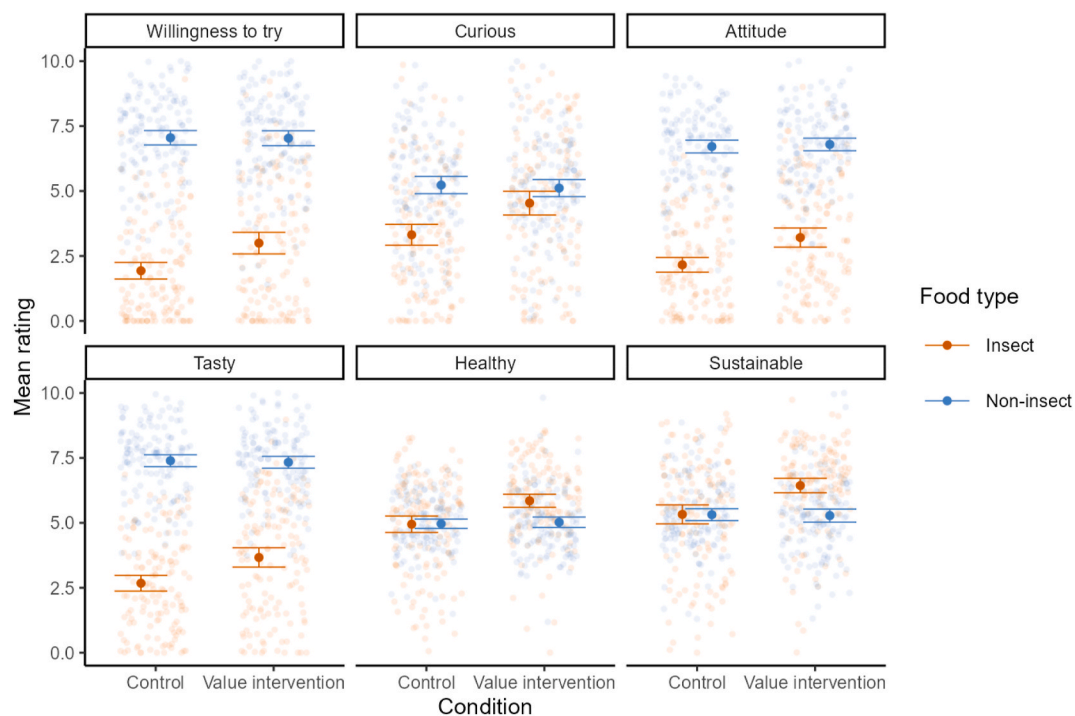 Willingness to try
Curious
Attitude
10.0
7.5
5.0
2.5
0.0
Tasty
Healthy
Sustainable
10.0
7.5
5.0
2.5
0.0
Mean rating
Control
Value intervention
Control
Value intervention
Control
Value intervention
Condition
Food type
Insect
Non-insect